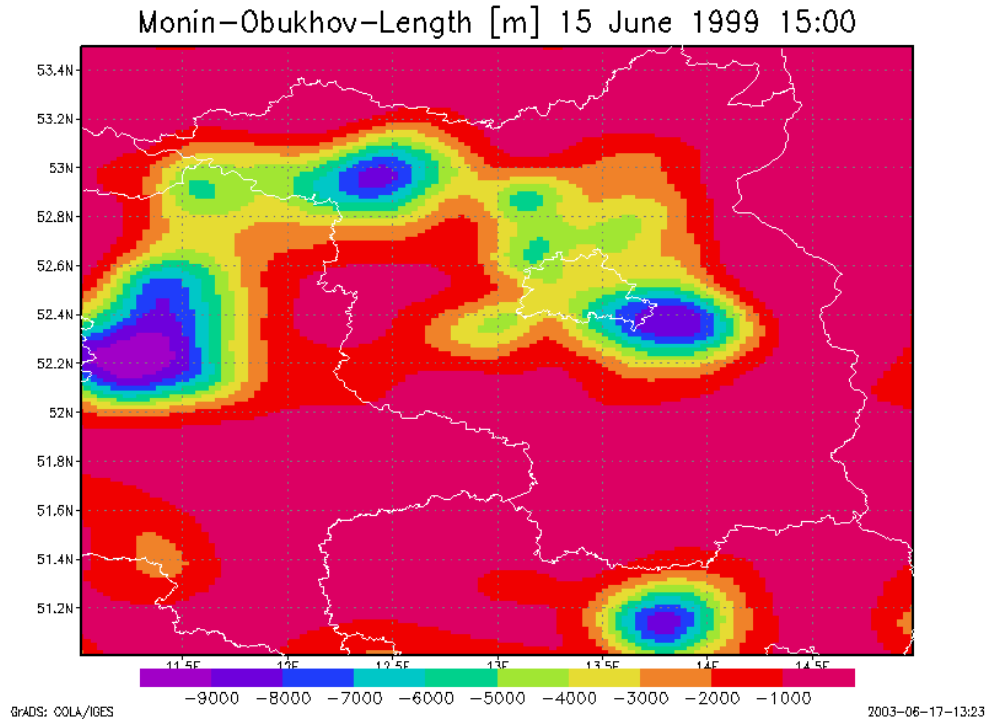 Monin-Obukhov-Length [m] 15 June 1999 15:00
53.4N
53.2N
53N
52.8N
52.6N
52.4N
52.2N
52N
51.8N
51.6N
51.4N
51.2N
11.5E 12E 12.5E 13E 13.5E 14E 14.5E
-9000 -8000 -7000 -6000 -5000 -4000 -3000 -2000 -1000
GrADS: COLA/IGES 2003-06-17-13:23